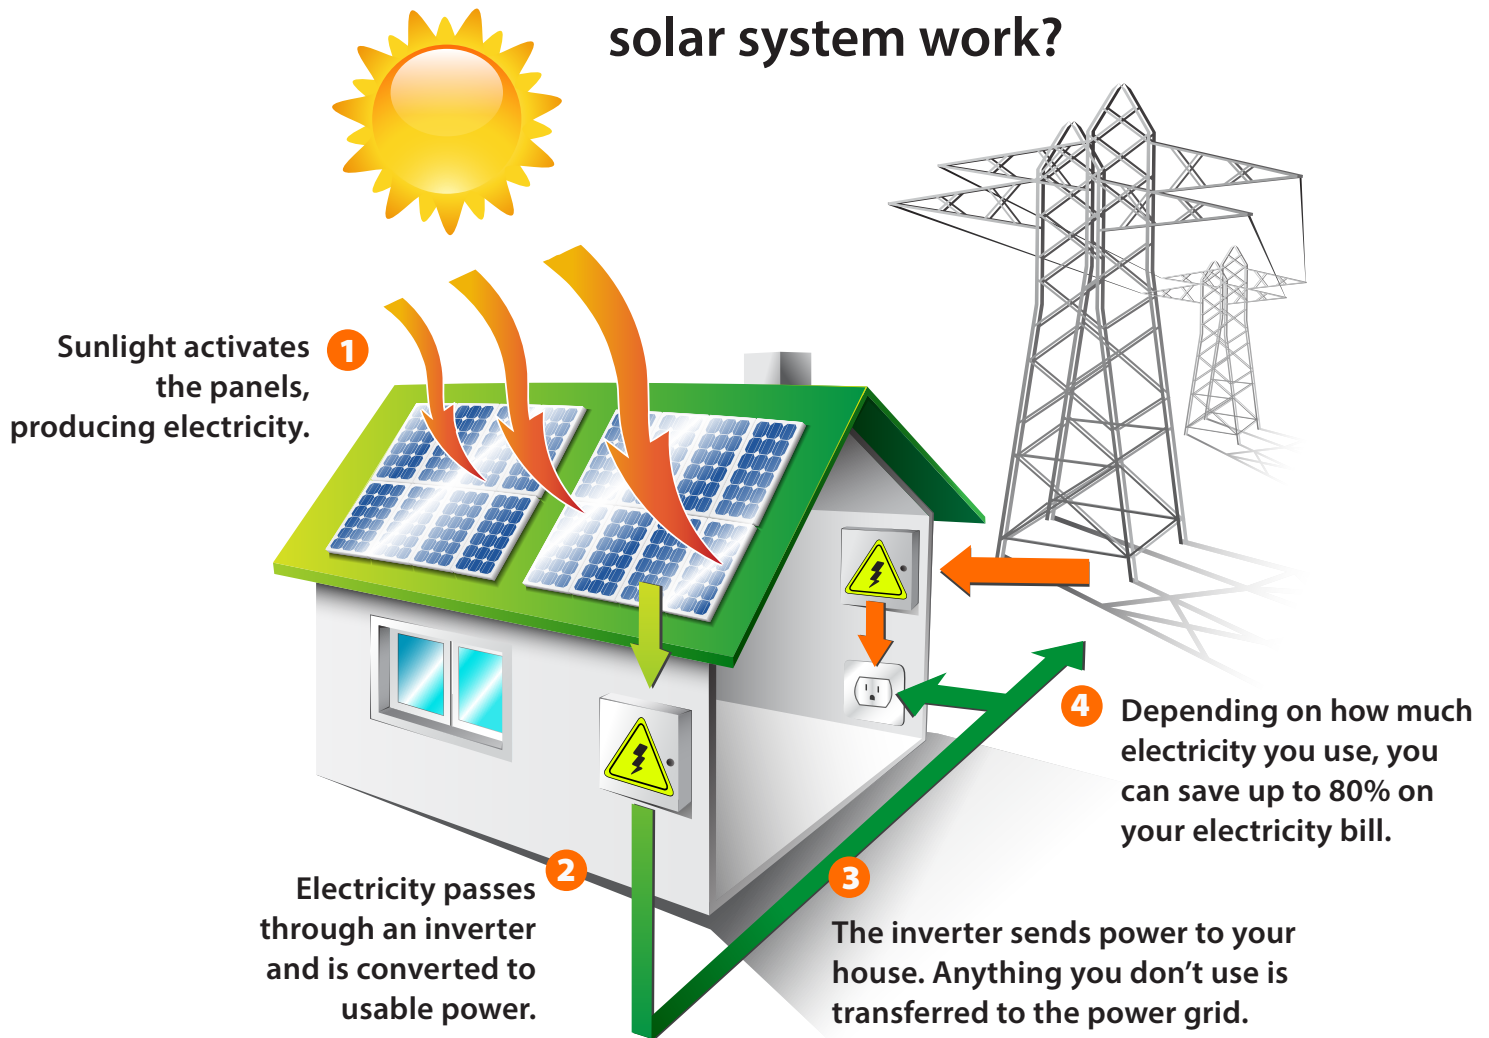 solar system work?
1
Sunlight activates
the panels,
producing electricity.
2
Electricity passes
through an inverter
and is converted to
usable power.
3
The inverter sends power to your
house. Anything you don’t use is
transferred to the power grid.
4
Depending on how much
electricity you use, you
can save up to 80% on
your electricity bill.